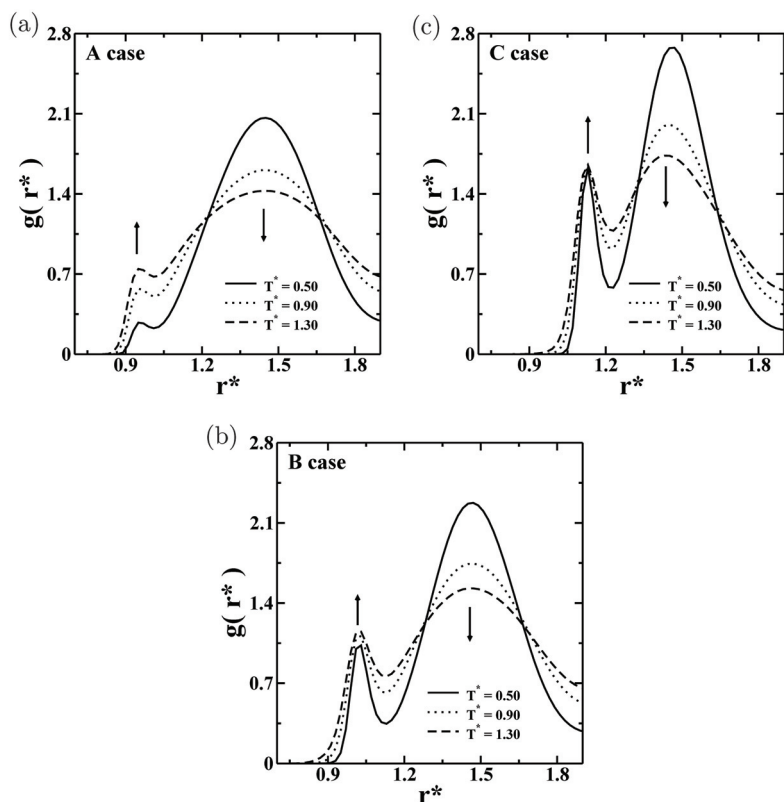 (a)
A case
g( r* )
2.8
2.1
1.4
0.7
0
T* = 0.50
T* = 0.90
T* = 1.30
0.9 1.2 1.5 1.8
r*
(c)
C case
g( r* )
2.8
2.1
1.4
0.7
0
T* = 0.50
T* = 0.90
T* = 1.30
0.9 1.2 1.5 1.8
r*
(b)
B case
g( r* )
2.8
2.1
1.4
0.7
0
T* = 0.50
T* = 0.90
T* = 1.30
0.9 1.2 1.5 1.8
r*